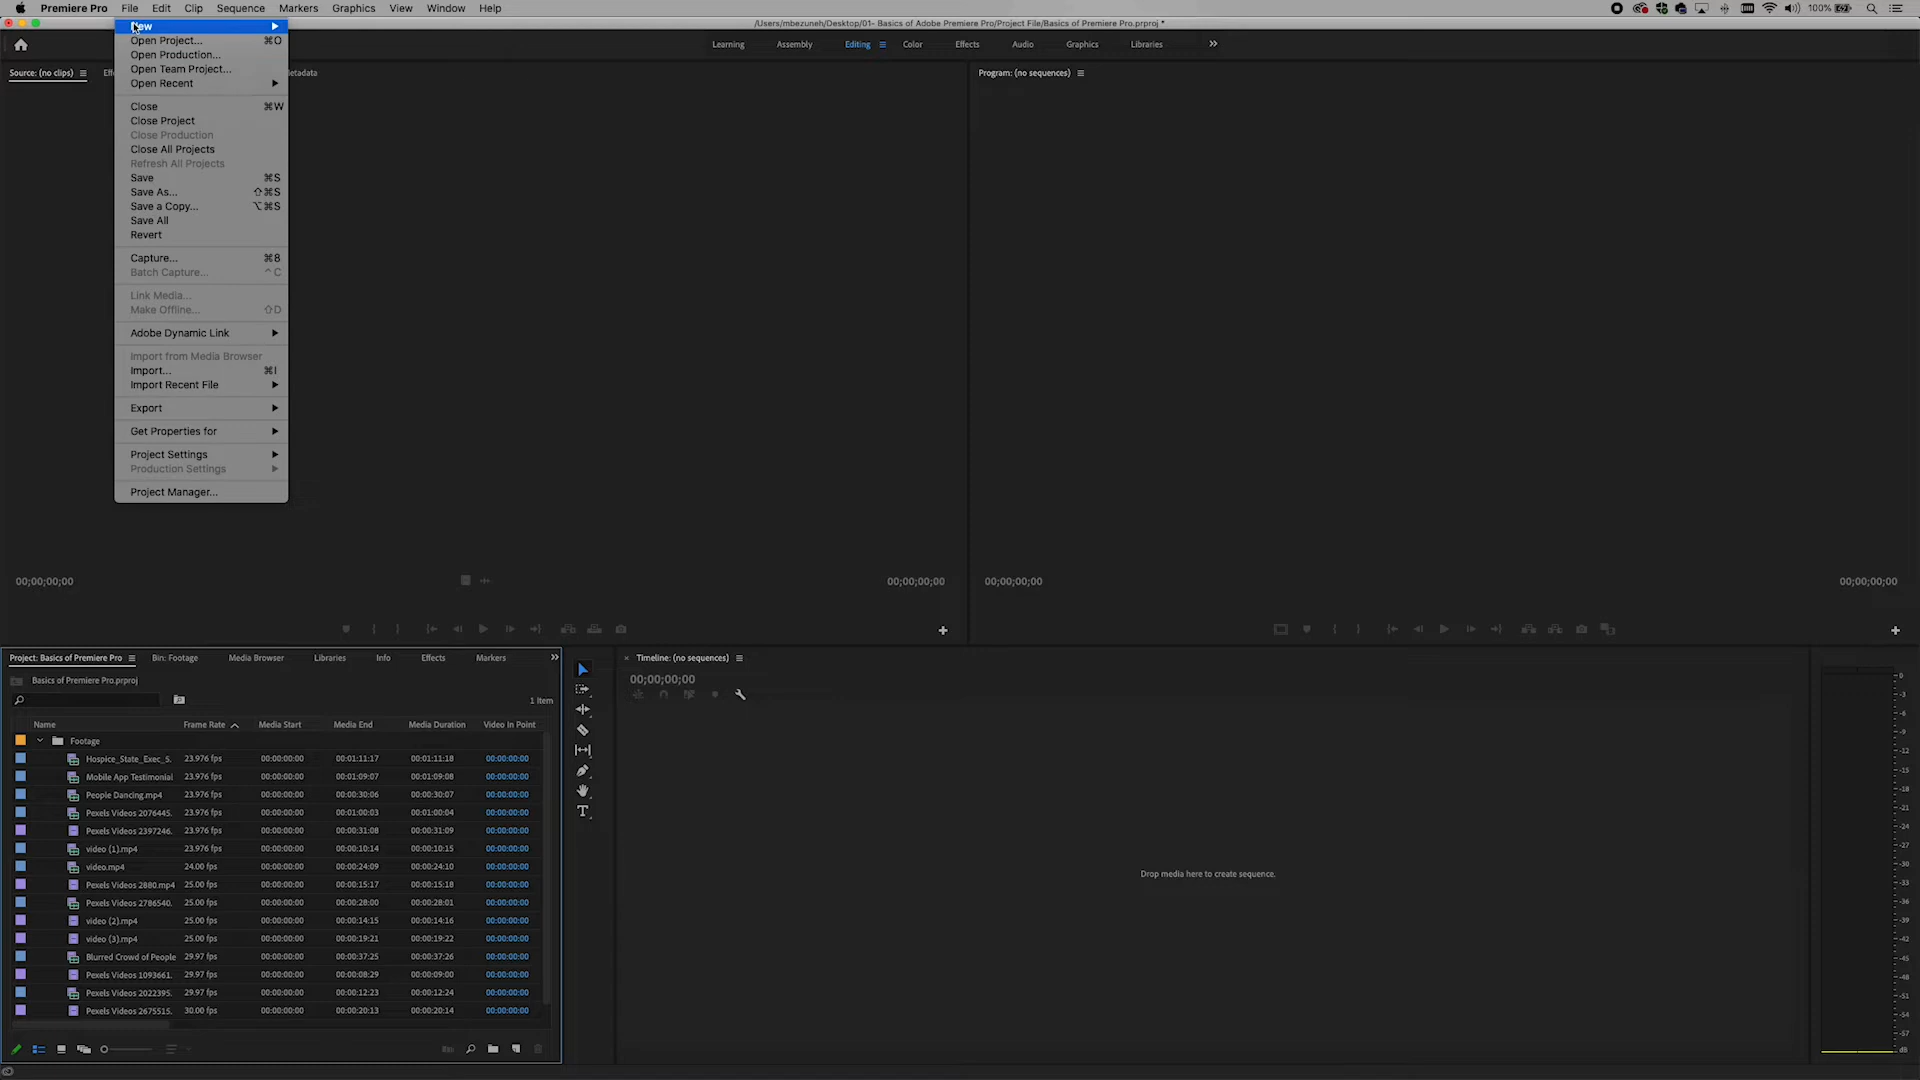 Premiere Pro File Edit Clip Sequence Markers Graphics View Window Help 100%
/Users/mbezuneh/Desktop/01- Basics of Adobe Premiere Pro/Project File/Basics of Premiere Pro.prproj *
New
Open Project... ⌘O
Open Production...
Open Team Project...
Open Recent
Close ⌘W
Close Project
Close Production
Close All Projects
Refresh All Projects
Save ⌘S
Save As... ⇧⌘S
Save a Copy... ⌥⌘S
Save All
Revert
Capture... ⌘8
Batch Capture... ^C
Link Media...
Make Offline... ⇧D
Adobe Dynamic Link
Import from Media Browser
Import... ⌘I
Import Recent File
Export
Get Properties for
Project Settings
Production Settings
Project Manager...
Learning Assembly Editing Color Effects Audio Graphics Libraries
Source: (no clips)
Program: (no sequences)
00;00;00;00 00;00;00;00 00;00;00;00 00;00;00;00
Project: Basics of Premiere Pro Bin: Footage Media Browser Libraries Info Effects Markers
Basics of Premiere Pro.prproj
1 Item
Name Frame Rate Media Start Media End Media Duration Video In Point
Footage
Hospice_State_Exec_S. 23.976 fps 00:00:00:00 00:01:11:17 00:01:11:18 00:00:00:00
Mobile App Testimonial 23.976 fps 00:00:00:00 00:01:09:07 00:01:09:08 00:00:00:00
People Dancing.mp4 23.976 fps 00:00:00:00 00:00:30:06 00:00:30:07 00:00:00:00
Pexels Videos 2076445. 23.976 fps 00:00:00:00 00:01:00:03 00:01:00:04 00:00:00:00
Pexels Videos 2397246. 23.976 fps 00:00:00:00 00:00:31:08 00:00:31:09 00:00:00:00
video (1).mp4 23.976 fps 00:00:00:00 00:00:10:14 00:00:10:15 00:00:00:00
video.mp4 24.00 fps 00:00:00:00 00:00:24:09 00:00:24:10 00:00:00:00
Pexels Videos 2880.mp4 25.00 fps 00:00:00:00 00:00:15:17 00:00:15:18 00:00:00:00
Pexels Videos 2786540. 25.00 fps 00:00:00:00 00:00:28:00 00:00:28:01 00:00:00:00
video (2).mp4 25.00 fps 00:00:00:00 00:00:14:15 00:00:14:16 00:00:00:00
video (3).mp4 25.00 fps 00:00:00:00 00:00:19:21 00:00:19:22 00:00:00:00
Blurred Crowd of People 29.97 fps 00:00:00:00 00:00:37:25 00:00:37:26 00:00:00:00
Pexels Videos 1093661. 29.97 fps 00:00:00:00 00:00:08:29 00:00:09:00 00:00:00:00
Pexels Videos 2022395. 29.97 fps 00:00:00:00 00:00:12:23 00:00:12:24 00:00:00:00
Pexels Videos 2675515. 30.00 fps 00:00:00:00 00:00:20:13 00:00:20:14 00:00:00:00
Timeline: (no sequences)
00;00;00;00
Drop media here to create sequence.
0
-3
-6
-9
-12
-15
-18
-21
-24
-27
-30
-33
-36
-39
-42
-45
-48
-51
-54
-57
dB